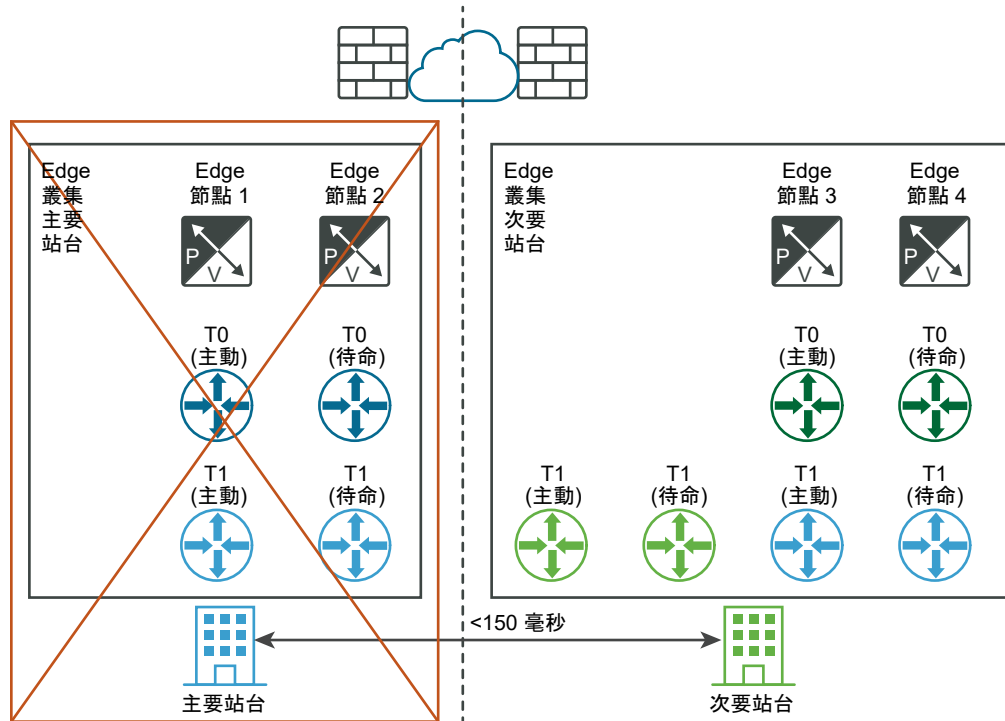 Edge
叢集
主要
站台
Edge
節點 1
Edge
節點 2
P
V
P
V
T0
(主動)
T0
(待命)
T1
(主動)
T1
(待命)
Edge
叢集
次要
站台
Edge
節點 3
Edge
節點 4
P
V
P
V
T0
(主動)
T0
(待命)
T1
(主動)
T1
(待命)
T1
(主動)
T1
(待命)
<150 毫秒
主要站台
次要站台